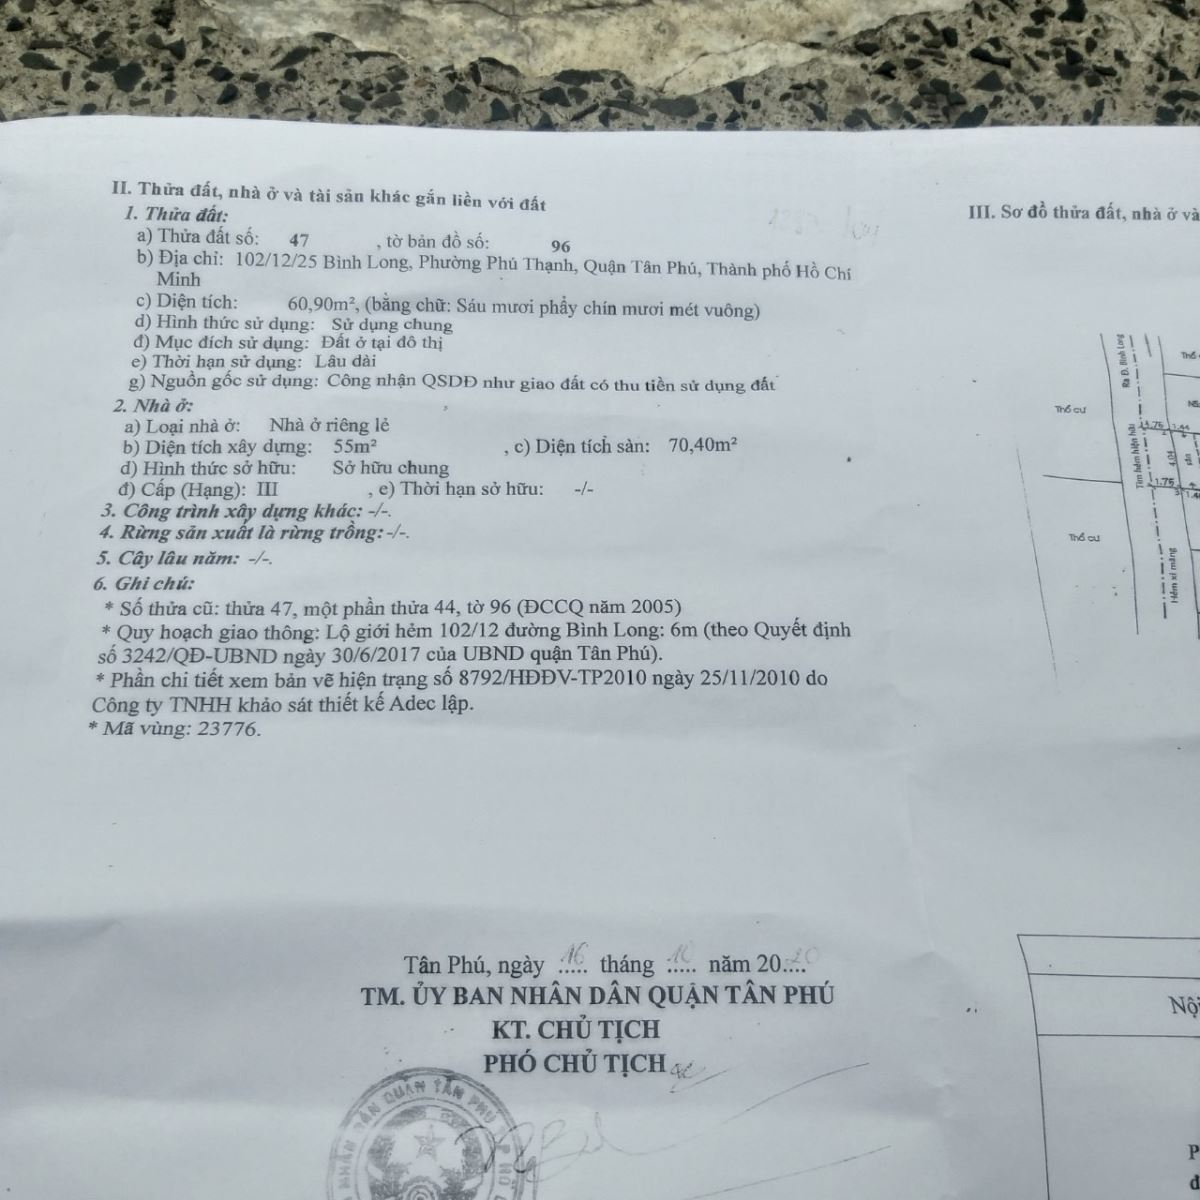 II. Thửa đất, nhà ở và tài sản khác gắn liền với đất
1. Thửa đất:
a) Thửa đất số: 47 , tờ bản đồ số: 96
b) Địa chỉ: 102/12/25 Bình Long, Phường Phú Thạnh, Quận Tân Phú, Thành phố Hồ Chí
Minh
c) Diện tích: 60,90m², (bằng chữ: Sáu mươi phẩy chín mươi mét vuông)
d) Hình thức sử dụng: Sử dụng chung
đ) Mục đích sử dụng: Đất ở tại đô thị
e) Thời hạn sử dụng: Lâu dài
g) Nguồn gốc sử dụng: Công nhận QSDĐ như giao đất có thu tiền sử dụng đất
2. Nhà ở:
a) Loại nhà ở: Nhà ở riêng lẻ
b) Diện tích xây dựng: 55m² , c) Diện tích sàn: 70,40m²
d) Hình thức sở hữu: Sở hữu chung
đ) Cấp (Hạng): III , e) Thời hạn sở hữu: -/-
3. Công trình xây dựng khác: -/-.
4. Rừng sản xuất là rừng trồng: -/-.
5. Cây lâu năm: -/-.
6. Ghi chú:
* Số thửa cũ: thửa 47, một phần thửa 44, tờ 96 (ĐCCQ năm 2005)
* Quy hoạch giao thông: Lộ giới hẻm 102/12 đường Bình Long: 6m (theo Quyết định
số 3242/QĐ-UBND ngày 30/6/2017 của UBND quận Tân Phú).
* Phần chi tiết xem bản vẽ hiện trạng số 8792/HĐĐV-TP2010 ngày 25/11/2010 do
Công ty TNHH khảo sát thiết kế Adec lập.
* Mã vùng: 23776.
Tân Phú, ngày 16 tháng 10 năm 2020
TM. ỦY BAN NHÂN DÂN QUẬN TÂN PHÚ
KT. CHỦ TỊCH
PHÓ CHỦ TỊCH
NHÂN DÂN QUẬN TÂN PHÚ
III. Sơ đồ thửa đất, nhà ở và
Ra Đ. Bình Long
Thổ cư
Tim hẻm hiện hữu
1.75
1.44
4.04
sân
1.75
Thổ cư
Hẻm xi măng